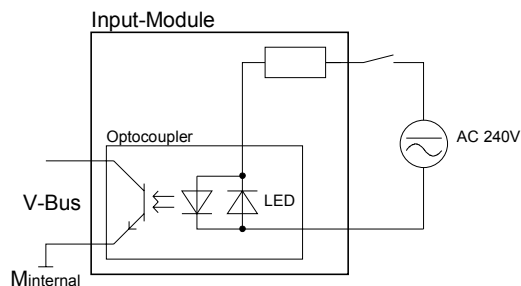 Input-Module
Optocoupler
AC 240V
LED
V-Bus
Minternal